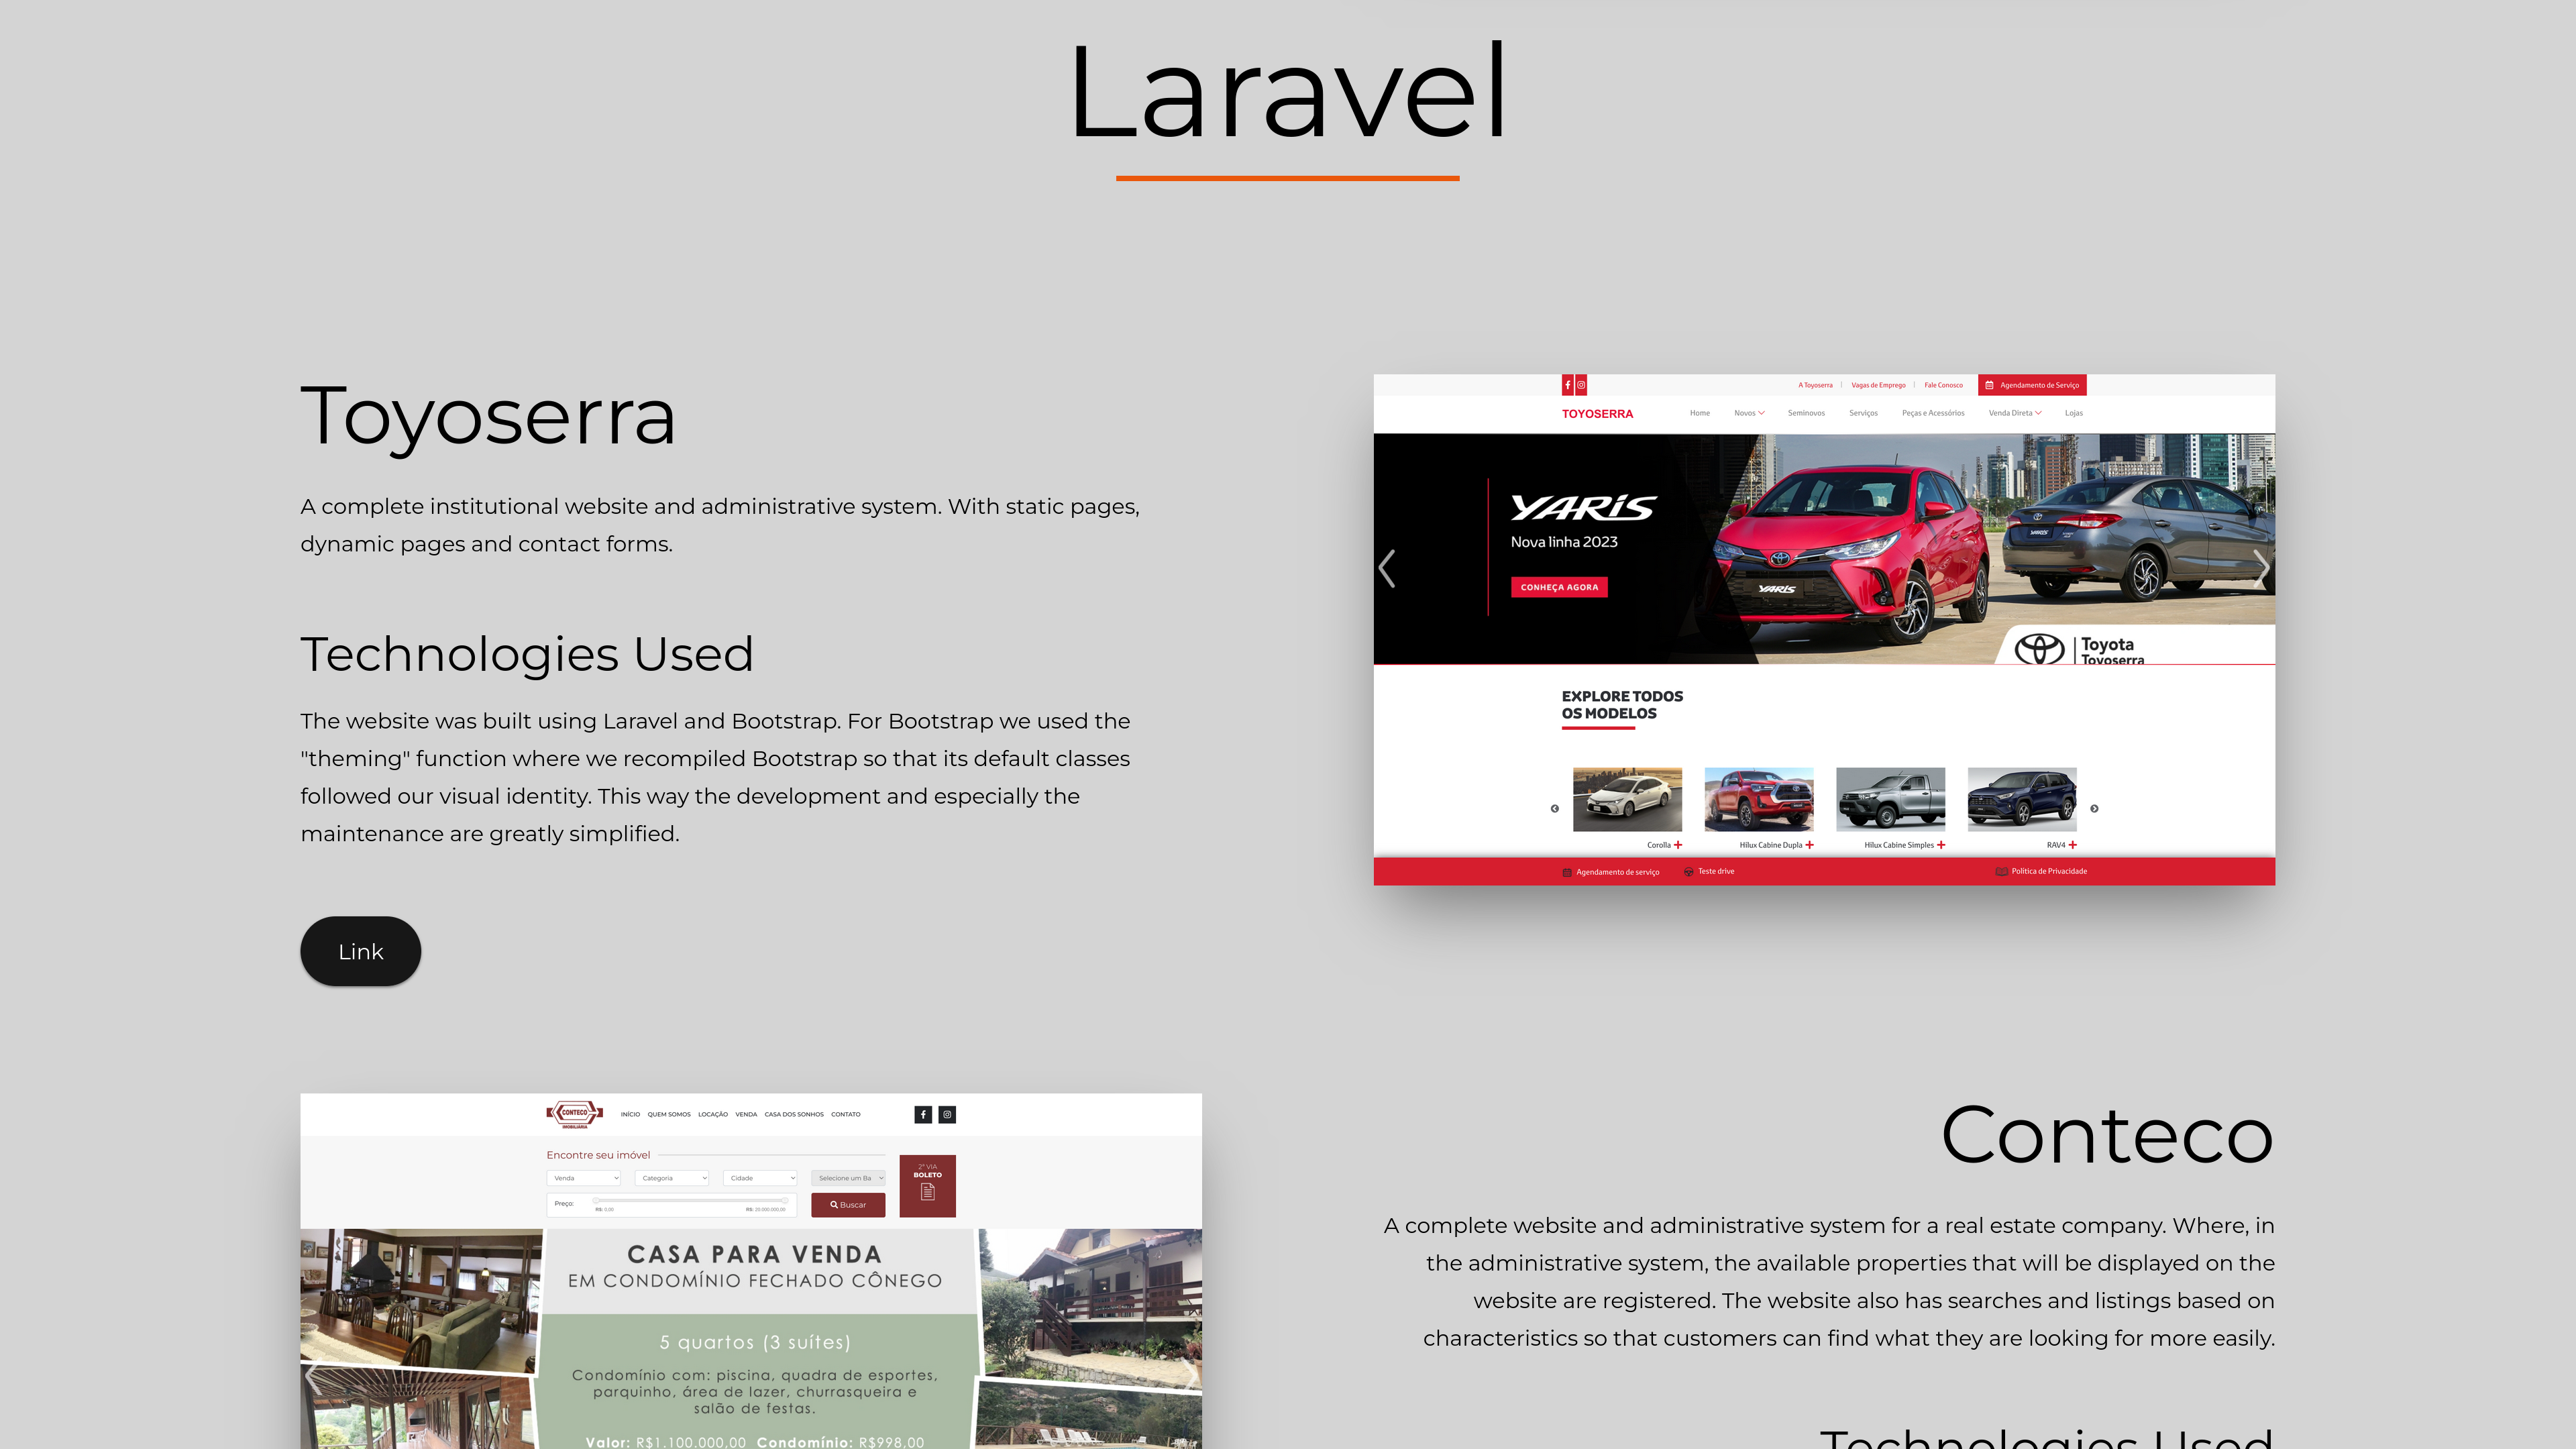 Laravel
Toyoserra
A complete institutional website and administrative system. With static pages,
dynamic pages and contact forms.
Technologies Used
The website was built using Laravel and Bootstrap. For Bootstrap we used the
"theming" function where we recompiled Bootstrap so that its default classes
followed our visual identity. This way the development and especially the
maintenance are greatly simplified.
Link
A Toyoserra | Vagas de Emprego | Fale Conosco Agendamento de Serviço
TOYOSERRA Home Novos Seminovos Serviços Peças e Acessórios Venda Direta Lojas
YARIS
Nova linha 2023
CONHEÇA AGORA
YARIS
YARIS
Toyota
Toyoserra
EXPLORE TODOS
OS MODELOS
Corolla + Hilux Cabine Dupla + Hilux Cabine Simples + RAV4 +
Agendamento de serviço Teste drive Política de Privacidade
CONTECO
IMOBILIÁRIA
INÍCIO QUEM SOMOS LOCAÇÃO VENDA CASA DOS SONHOS CONTATO
Encontre seu imóvel
Venda Categoria Cidade Selecione um Ba
Preço:
R$: 5,00 R$: 20.000.000,00
Buscar
2ª VIA
BOLETO
CASA PARA VENDA
EM CONDOMÍNIO FECHADO CÔNEGO
5 quartos (3 suítes)
Condomínio com: piscina, quadra de esportes,
parquinho, área de lazer, churrasqueira e
salão de festas.
Valor: R$1.100.000,00 Condomínio: R$998,00
Conteco
A complete website and administrative system for a real estate company. Where, in
the administrative system, the available properties that will be displayed on the
website are registered. The website also has searches and listings based on
characteristics so that customers can find what they are looking for more easily.
Technologies Used